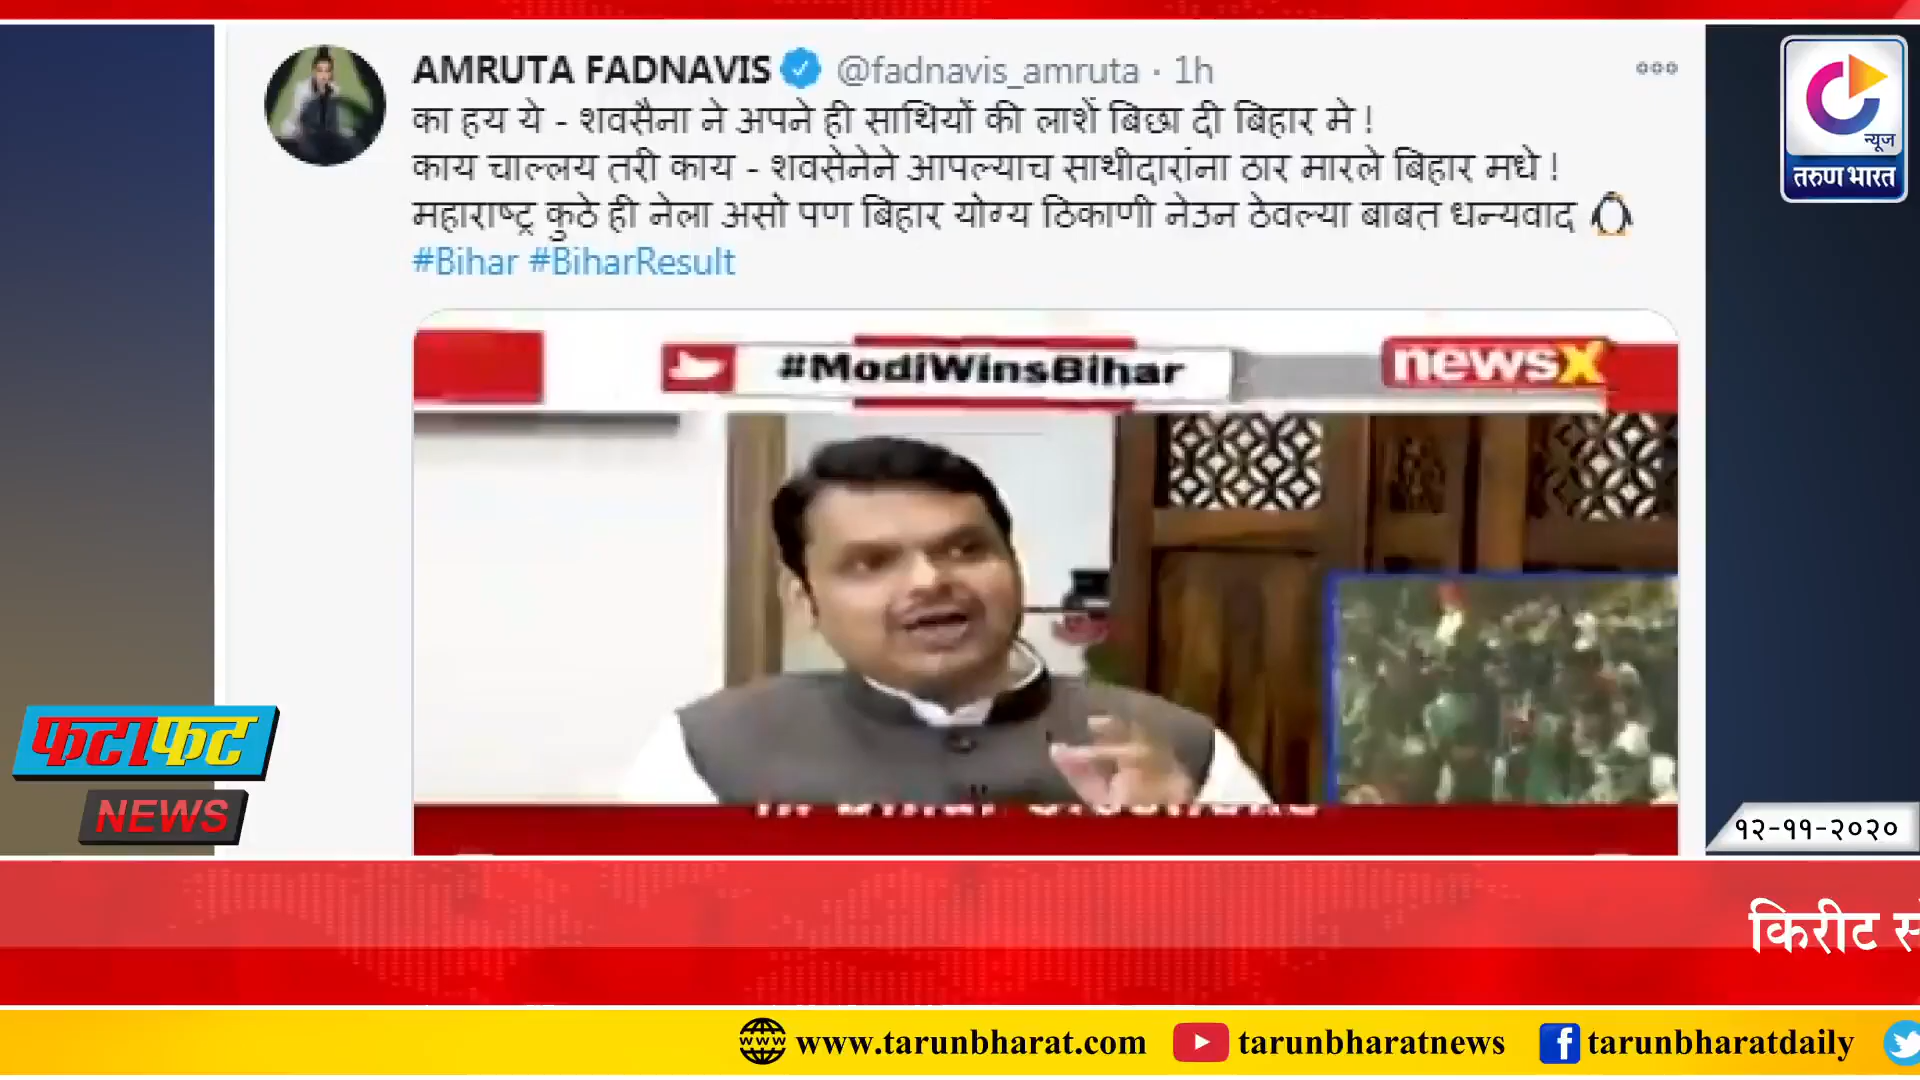 AMRUTA FADNAVIS @fadnavis_amruta · 1h
का हय ये - शवसैना ने अपने ही साथियों की लाशें बिछा दी बिहार मे !
काय चाल्लय तरी काय - शवसेनेने आपल्याच साथीदारांना ठार मारले बिहार मधे !
महाराष्ट्र कुठे ही नेला असो पण बिहार योग्य ठिकाणी नेउन ठेवल्या बाबत धन्यवाद
#Bihar #BiharResult
न्यूज
तरुण भारत
#ModiWinsBihar
newsX
फटाफट
NEWS
१२-११-२०२०
किरीट
www.tarunbharat.com
tarunbharatnews
tarunbharatdaily